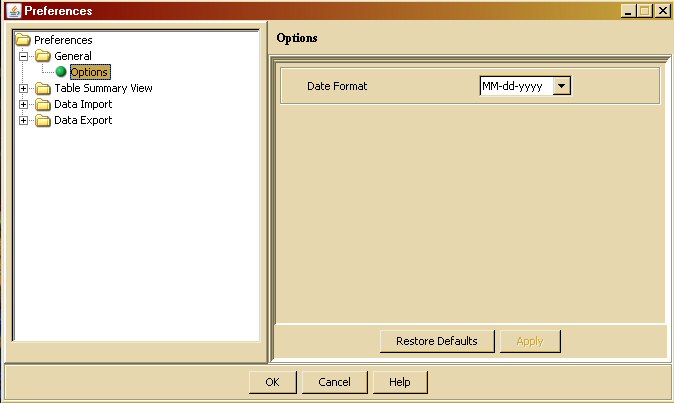 Preferences
Preferences
General
Options
Table Summary View
Data Import
Data Export
Options
Date Format
MM-dd-yyyy
Restore Defaults
Apply
OK
Cancel
Help